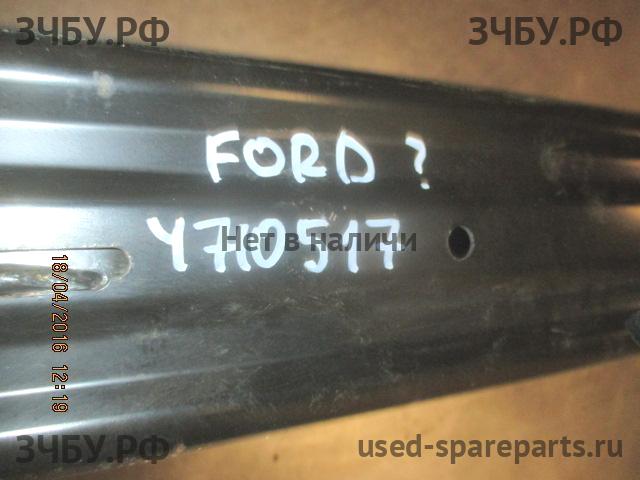 ЗЧБУ.РФ ЗЧБУ.РФ
FORD ?
Y710517
Нет в наличи
18/04/2016 12:19
ЗЧБУ.РФ used-spareparts.ru